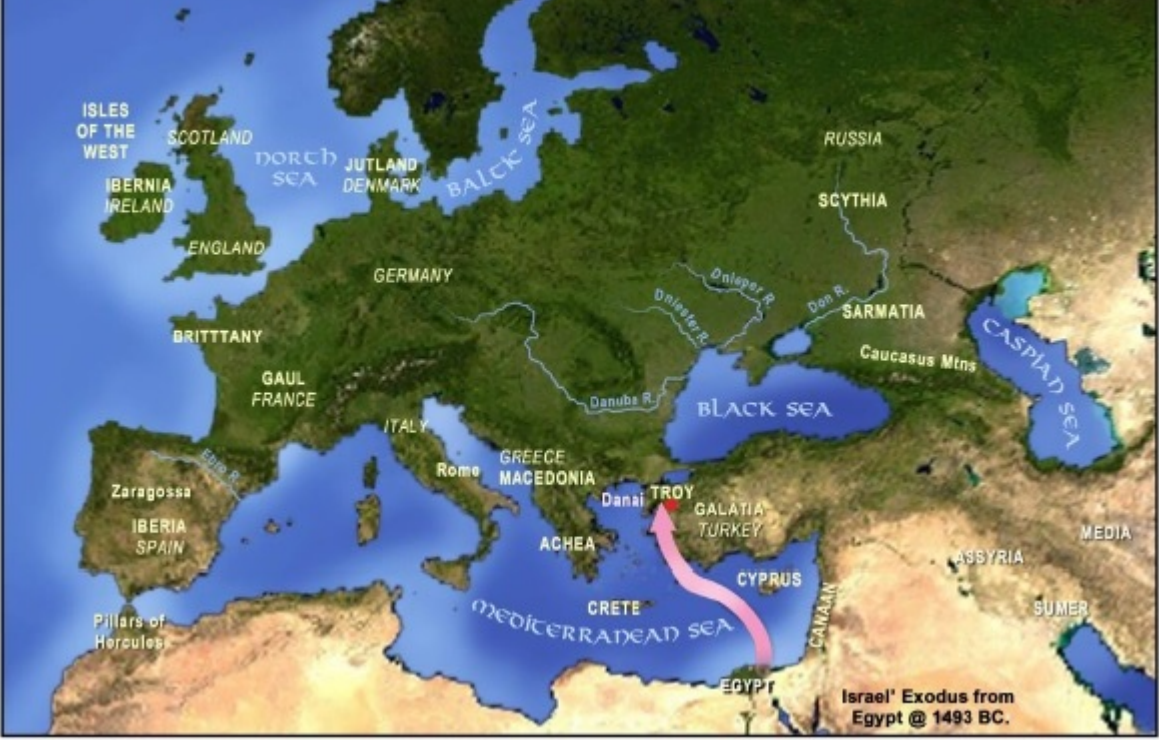 ISLES
OF THE
WEST
SCOTLAND
NORTH
SEA
JUTLAND
DENMARK
BALTIC SEA
RUSSIA
IBERNIA
IRELAND
SCYTHIA
ENGLAND
GERMANY
Dnieper R.
Dniester R.
Don R.
SARMATIA
BRITTTANY
Caucasus Mtns
CASPIAN SEA
GAUL
FRANCE
Danube R.
BLACK SEA
ITALY
Ebro R.
Rome
GREECE
MACEDONIA
Zaragossa
Danai
TROY
GALATIA
TURKEY
IBERIA
SPAIN
ACHEA
MEDIA
ASSYRIA
CYPRUS
CRETE
MEDITERRANEAN SEA
CANAAN
SUMER
Pillars of
Hercules
EGYPT
Israel' Exodus from
Egypt @ 1493 BC.